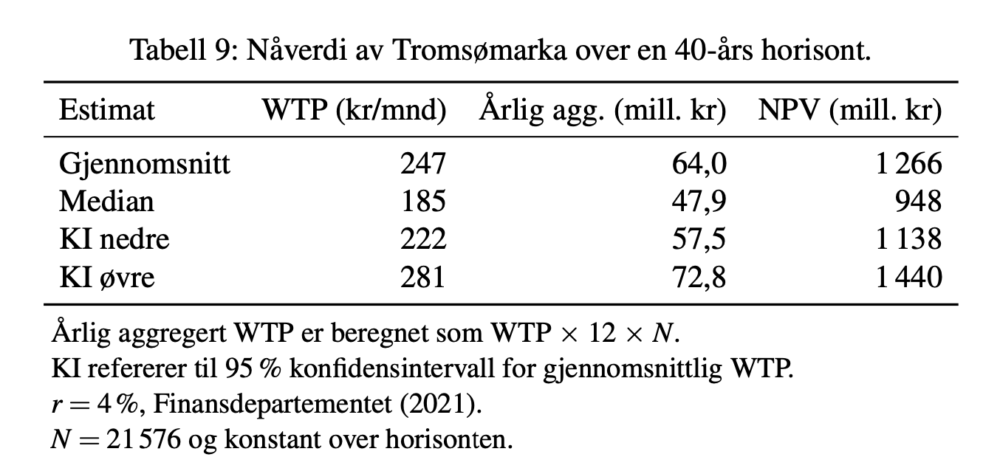 Tabell 9: Nåverdi av Tromsømarka over en 40-års horisont.
Estimat WTP (kr/mnd) Årlig agg. (mill. kr) NPV (mill. kr)
Gjennomsnitt 247 64,0 1 266
Median 185 47,9 948
KI nedre 222 57,5 1 138
KI øvre 281 72,8 1 440
Årlig aggregert WTP er beregnet som WTP × 12 × N.
KI refererer til 95 % konfidensintervall for gjennomsnittlig WTP.
r = 4 %, Finansdepartementet (2021).
N = 21 576 og konstant over horisonten.